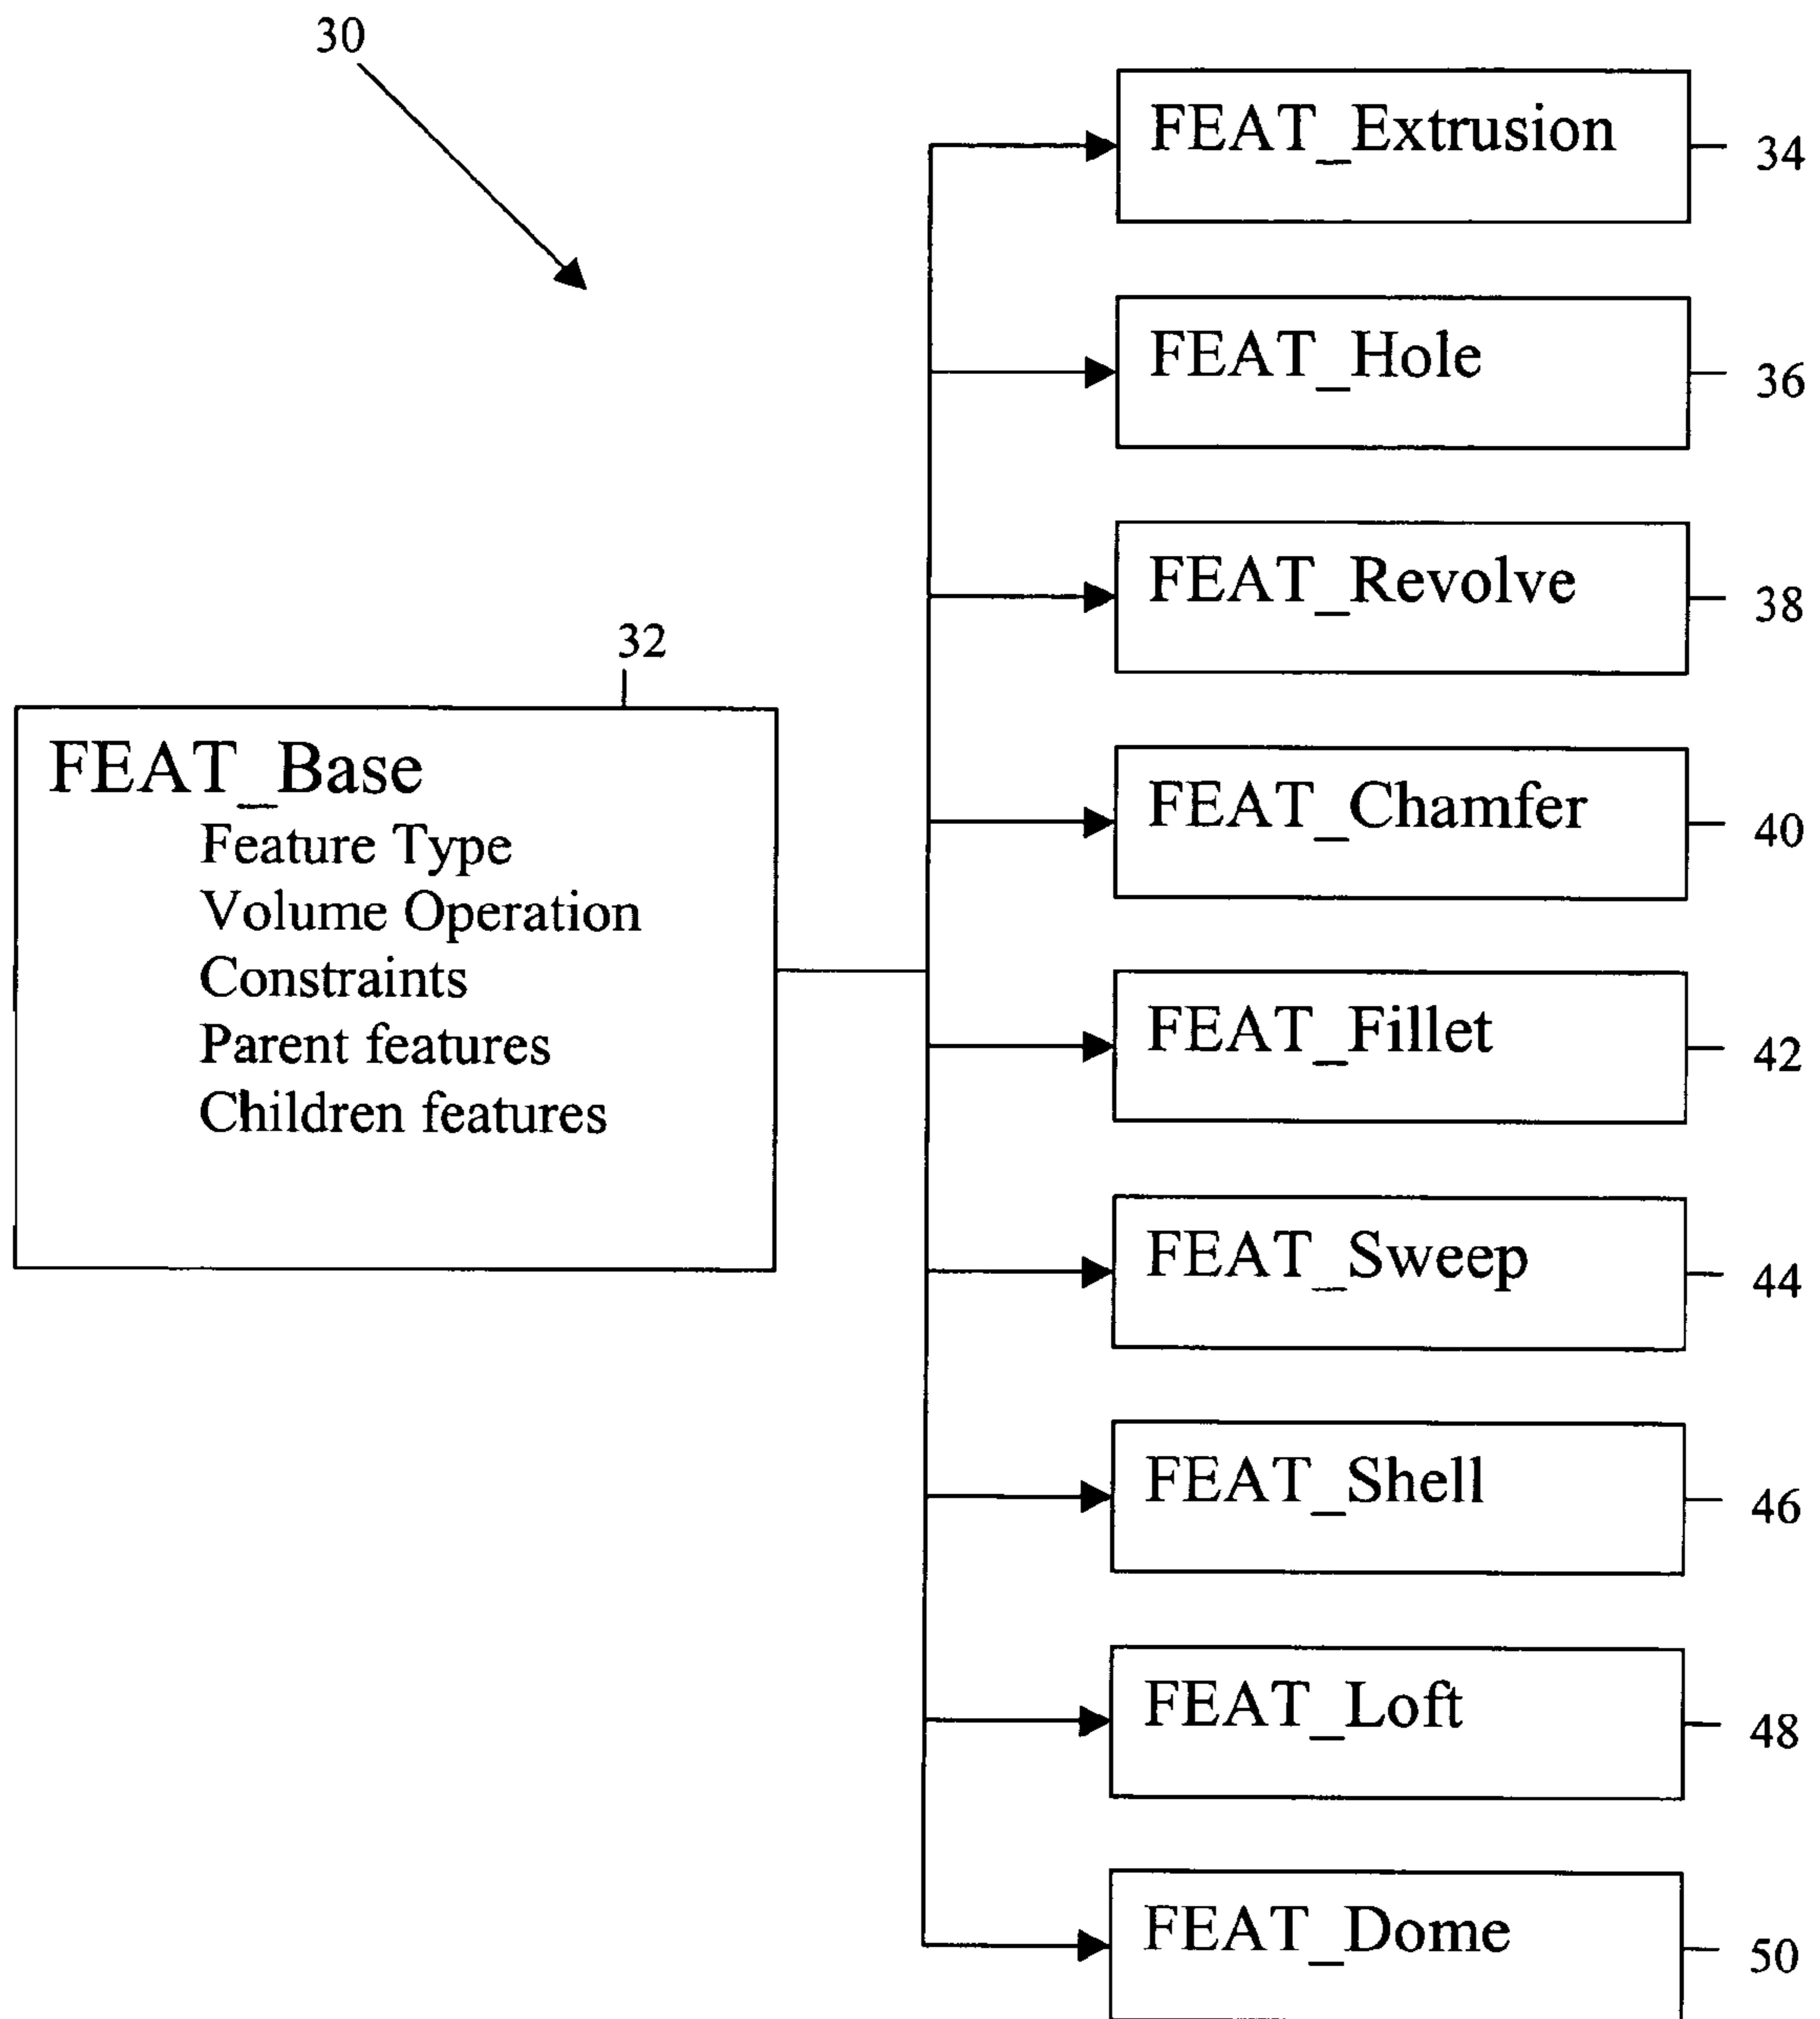 30
FEAT_Extrusion
34
FEAT_Hole
36
FEAT_Revolve
38
32
FEAT_Base
Feature Type
Volume Operation
Constraints
Parent features
Children features
FEAT_Chamfer
40
FEAT_Fillet
42
FEAT_Sweep
44
FEAT_Shell
46
FEAT_Loft
48
FEAT_Dome
50